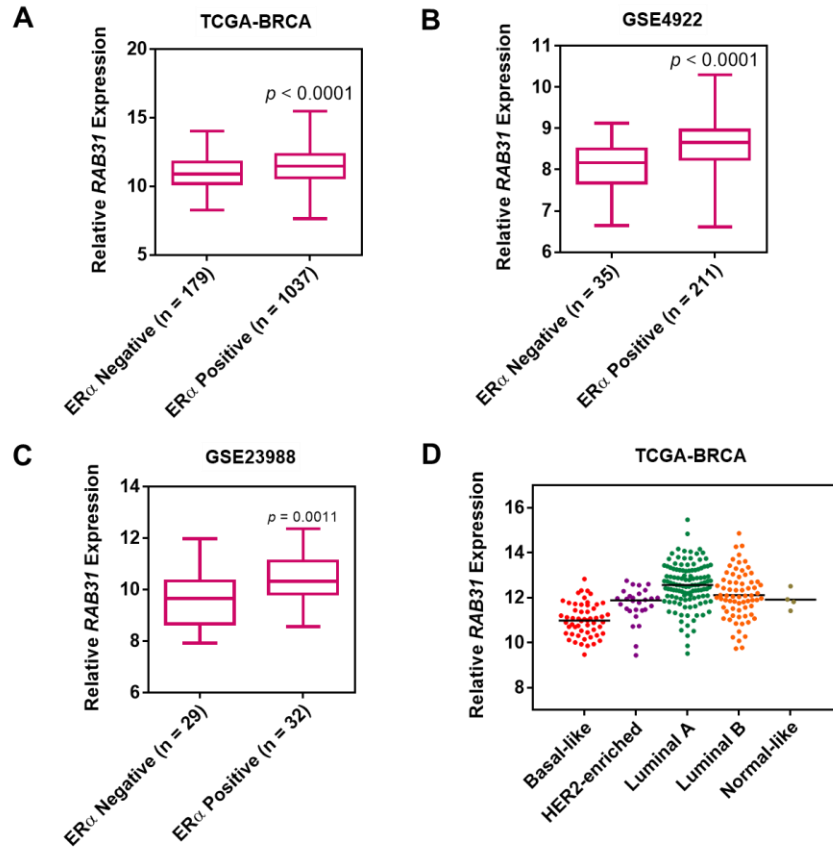 A
TCGA-BRCA
Relative RAB31 Expression
20
15
10
5
p < 0.0001
ERα Negative (n = 179)
ERα Positive (n = 1037)
B
GSE4922
Relative RAB31 Expression
11
10
9
8
7
6
p < 0.0001
ERα Negative (n = 35)
ERα Positive (n = 211)
C
GSE23988
Relative RAB31 Expression
14
12
10
8
6
p = 0.0011
ERα Negative (n = 29)
ERα Positive (n = 32)
D
TCGA-BRCA
Relative RAB31 Expression
16
14
12
10
8
Basal-like
HER2-enriched
Luminal A
Luminal B
Normal-like